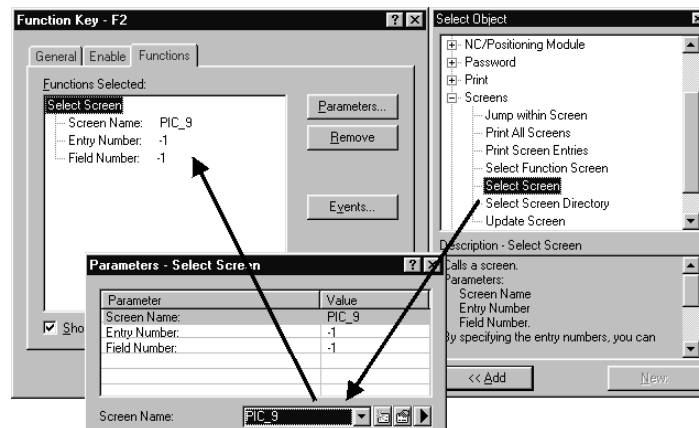 Function Key - F2
General
Enable
Functions
Functions Selected:
Select Screen
Screen Name: PIC_9
Entry Number: -1
Field Number: -1
Parameters...
Remove
Events...
Sho
Select Object
NC/Positioning Module
Password
Print
Screens
Jump within Screen
Print All Screens
Print Screen Entries
Select Function Screen
Select Screen
Select Screen Directory
Update Screen
Description - Select Screen
Calls a screen.
Parameters:
Screen Name
Entry Number
Field Number.
By specifying the entry numbers, you can
<< Add
New:
Parameters - Select Screen
Parameter Value
Screen Name: PIC_9
Entry Number: -1
Field Number: -1
Screen Name: PIC_9